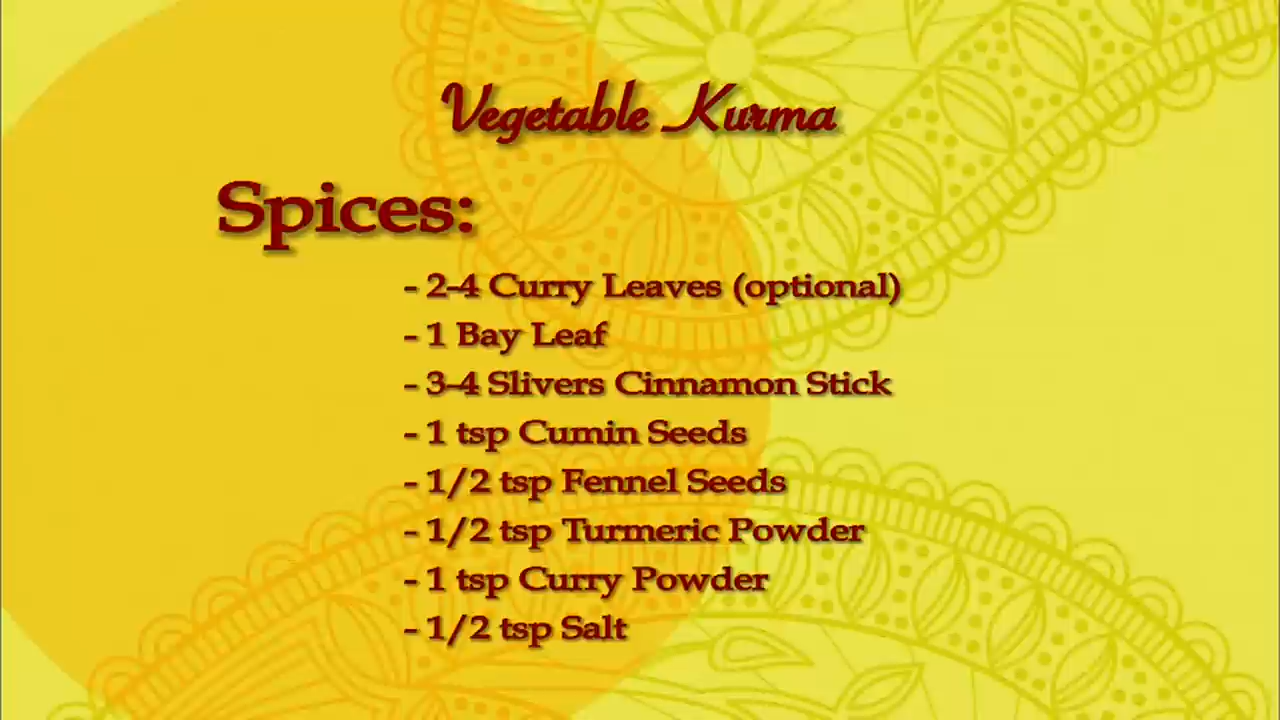 Vegetable Kurma
Spices:
- 2-4 Curry Leaves (optional)
- 1 Bay Leaf
- 3-4 Slivers Cinnamon Stick
- 1 tsp Cumin Seeds
- 1/2 tsp Fennel Seeds
- 1/2 tsp Turmeric Powder
- 1 tsp Curry Powder
- 1/2 tsp Salt